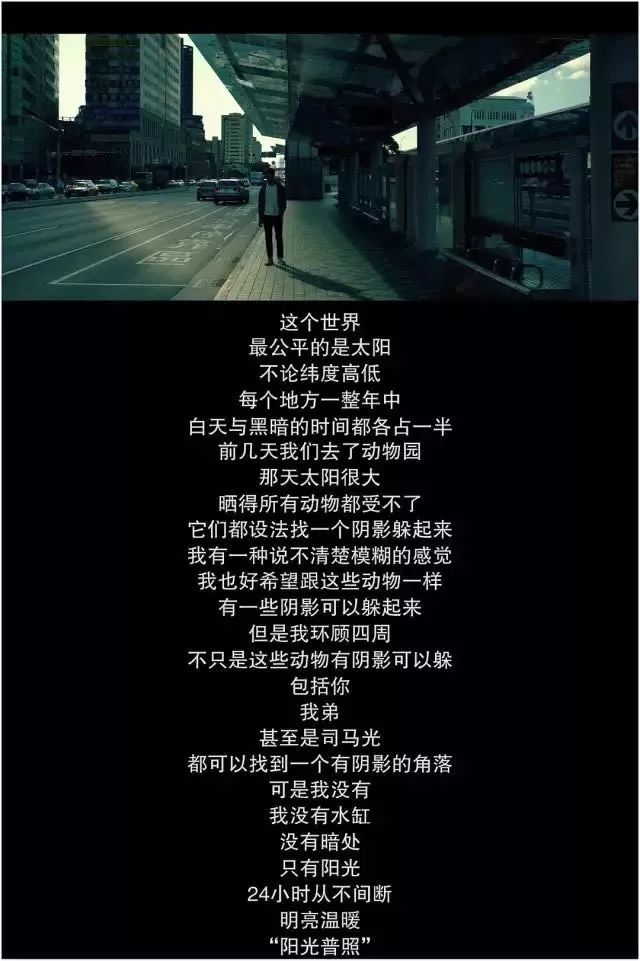 这个世界
最公平的是太阳
不论纬度高低
每个地方一整年中
白天与黑暗的时间都各占一半
前几天我们去了动物园
那天太阳很大
晒得所有动物都受不了
它们都设法找一个阴影躲起来
我有一种说不清楚模糊的感觉
我也好希望跟这些动物一样
有一些阴影可以躲起来
但是我环顾四周
不只是这些动物有阴影可以躲
包括你
我弟
甚至是司马光
都可以找到一个有阴影的角落
可是我没有
我没有水缸
没有暗处
只有阳光
24小时从不间断
明亮温暖
“阳光普照”